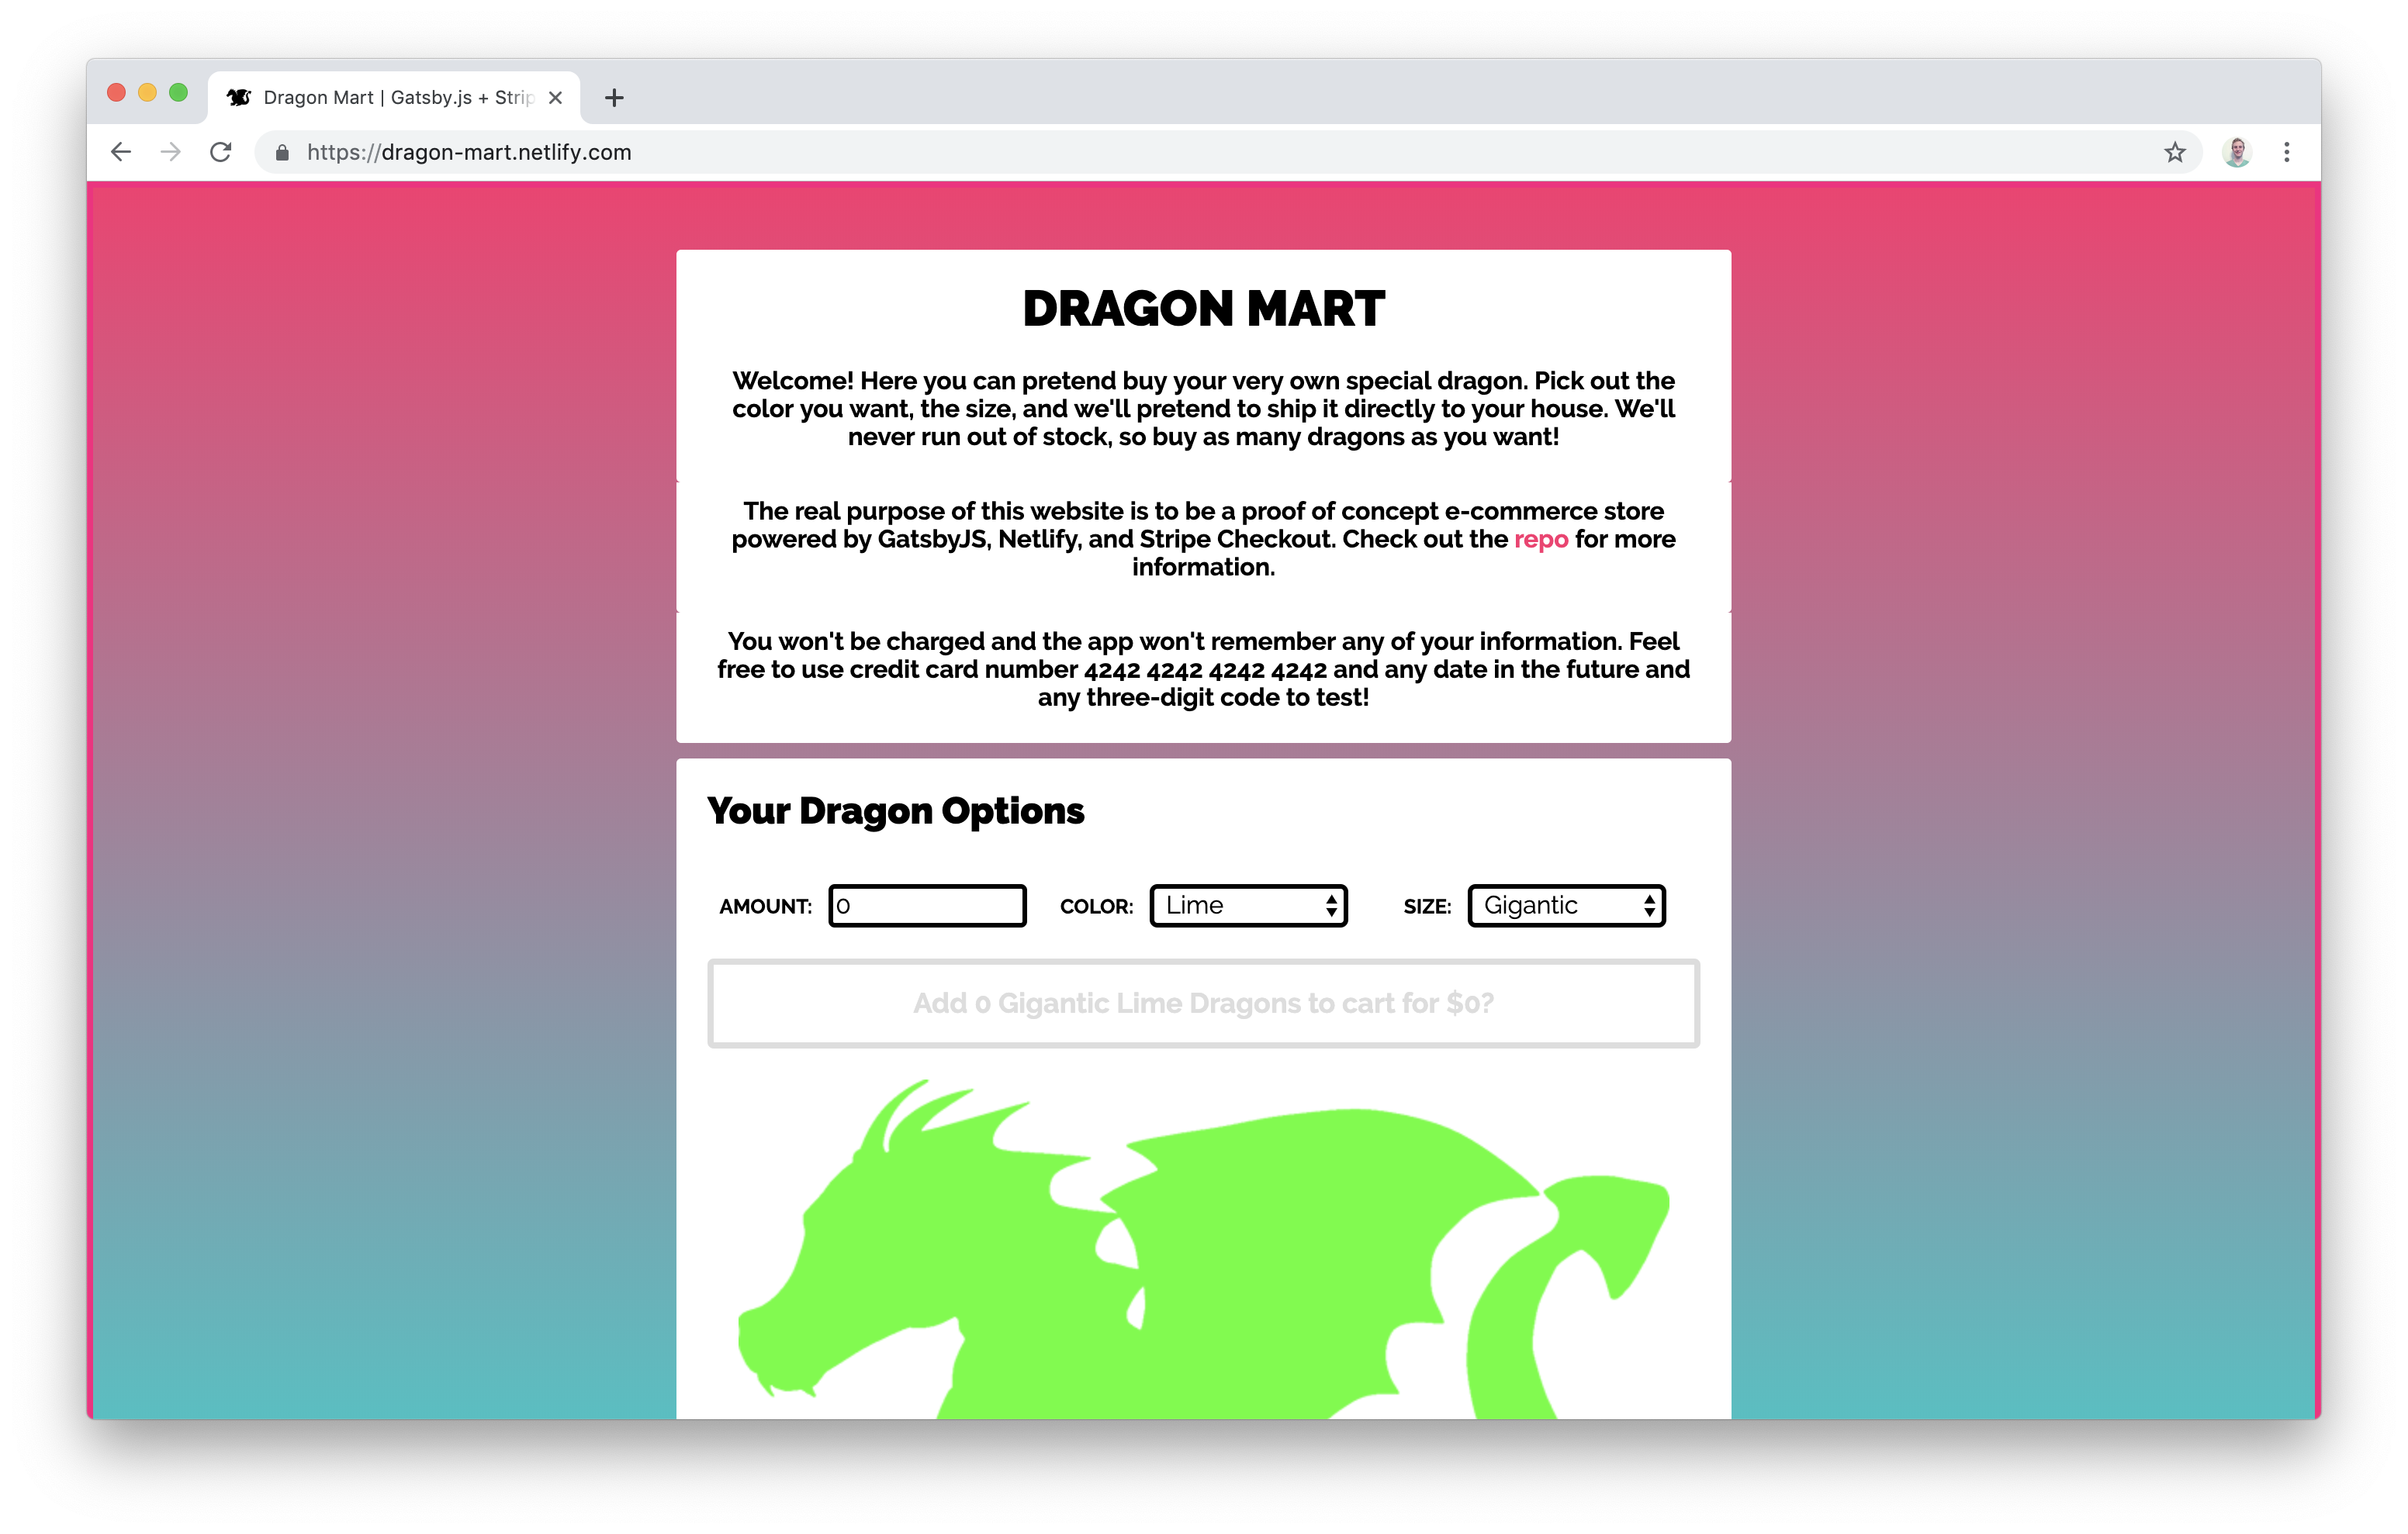 Dragon Mart | Gatsby.js + Strip
https://dragon-mart.netlify.com
DRAGON MART
Welcome! Here you can pretend buy your very own special dragon. Pick out the
color you want, the size, and we'll pretend to ship it directly to your house. We'll
never run out of stock, so buy as many dragons as you want!
The real purpose of this website is to be a proof of concept e-commerce store
powered by GatsbyJS, Netlify, and Stripe Checkout. Check out the repo for more
information.
You won't be charged and the app won't remember any of your information. Feel
free to use credit card number 4242 4242 4242 4242 and any date in the future and
any three-digit code to test!
Your Dragon Options
AMOUNT: 0 COLOR: Lime SIZE: Gigantic
Add 0 Gigantic Lime Dragons to cart for $0?